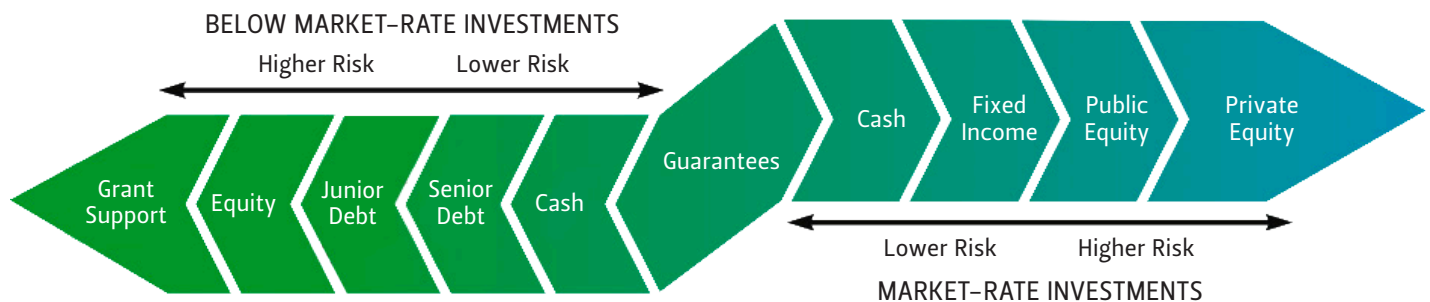 BELOW MARKET–RATE INVESTMENTS
Higher Risk
Lower Risk
Grant
Support
Equity
Junior
Debt
Senior
Debt
Cash
Guarantees
Cash
Fixed
Income
Public
Equity
Private
Equity
Lower Risk
Higher Risk
MARKET–RATE INVESTMENTS